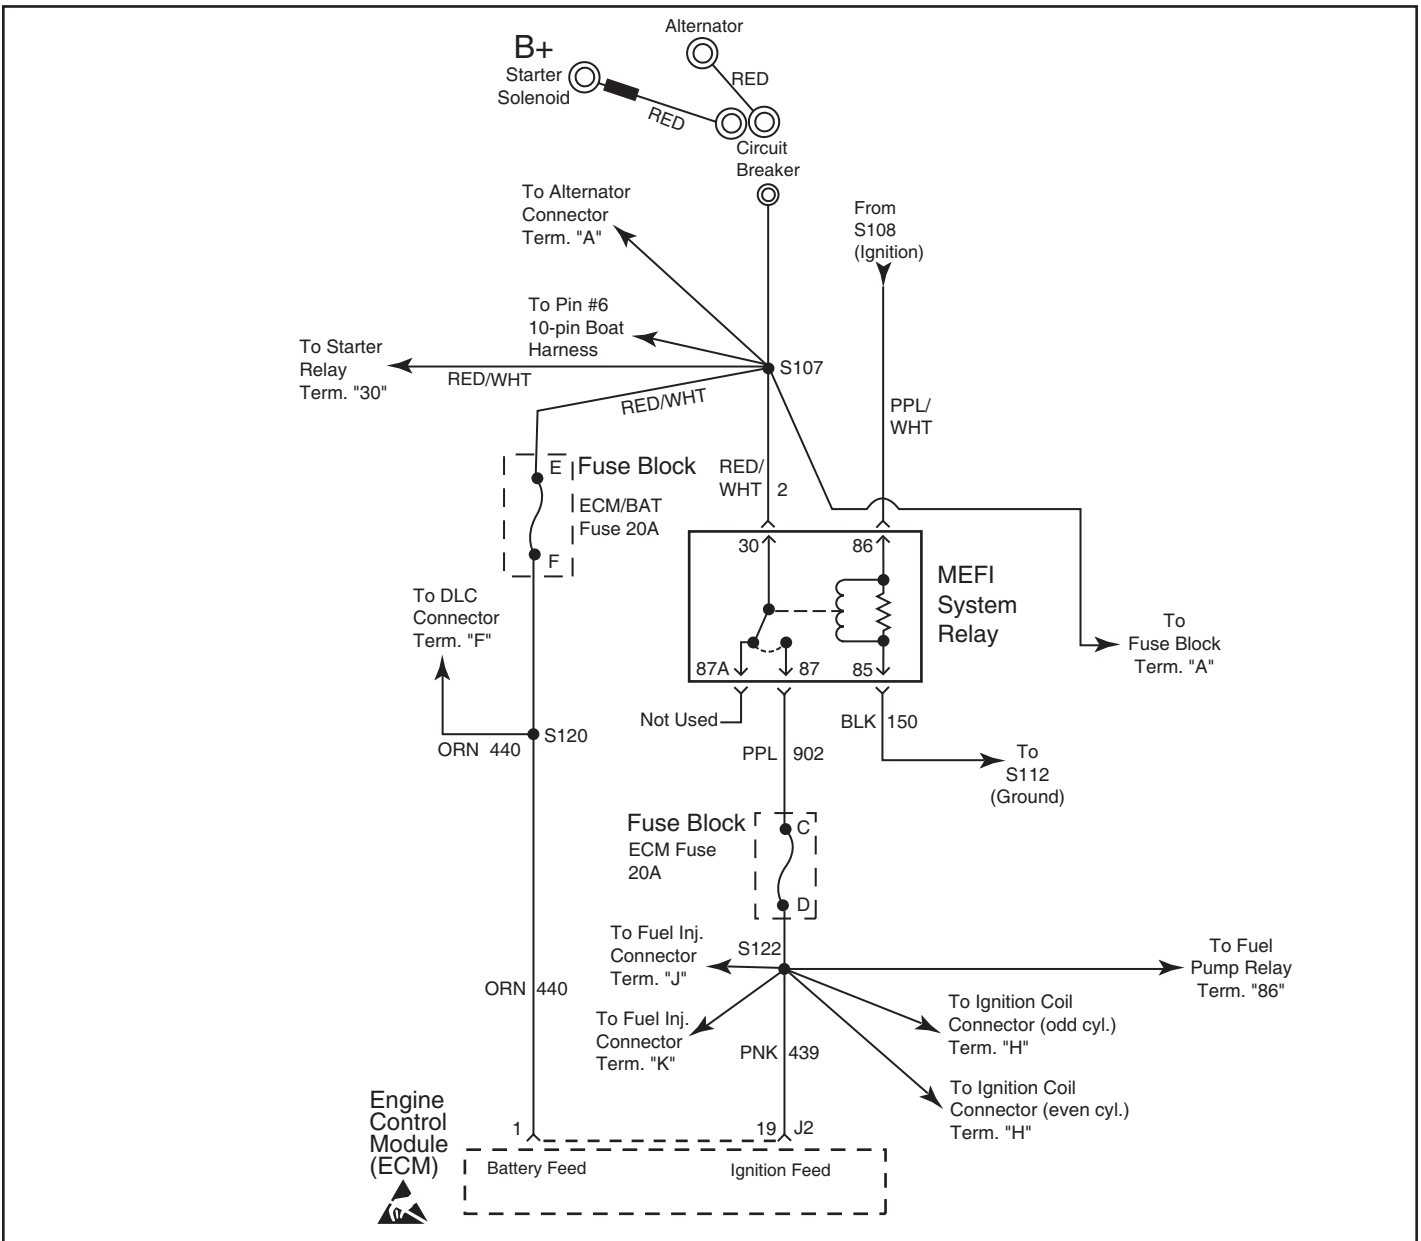 Alternator
B+
Starter
Solenoid
RED
RED
Circuit
Breaker
To Alternator
Connector
Term. "A"
From
S108
(Ignition)
To Pin #6
10-pin Boat
Harness
To Starter
Relay
Term. "30"
RED/WHT
S107
RED/WHT
PPL/
WHT
E
Fuse Block
RED/
WHT
2
ECM/BAT
Fuse 20A
F
30
86
MEFI
System
Relay
To DLC
Connector
Term. "F"
To
Fuse Block
Term. "A"
87A
87
85
Not Used
BLK
150
ORN
440
S120
PPL
902
To
S112
(Ground)
Fuse Block
C
ECM Fuse
20A
D
To Fuel Inj.
Connector
Term. "J"
S122
To Fuel
Pump Relay
Term. "86"
ORN
440
To Ignition Coil
Connector (odd cyl.)
Term. "H"
To Fuel Inj.
Connector
Term. "K"
PNK
439
To Ignition Coil
Connector (even cyl.)
Term. "H"
Engine
Control
Module
(ECM)
1
19
J2
Battery Feed
Ignition Feed